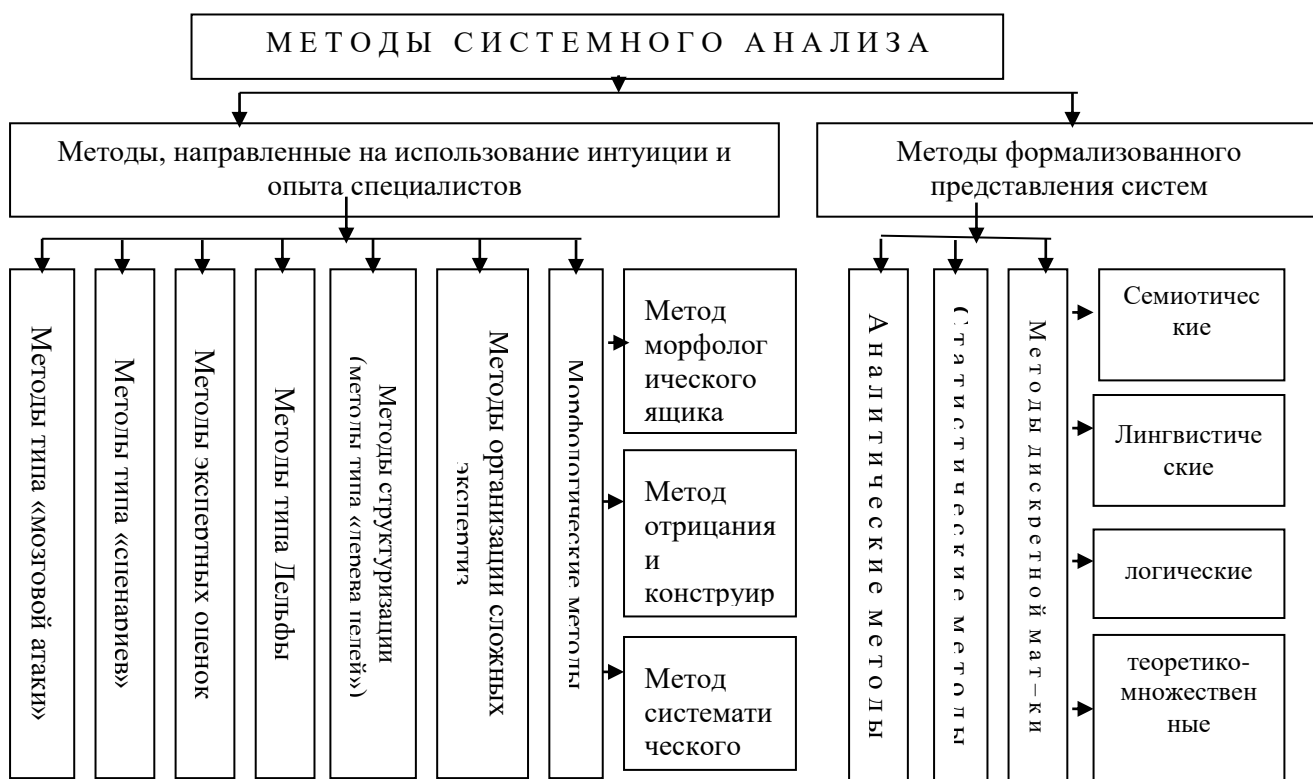 МЕТОДЫ СИСТЕМНОГО АНАЛИЗА
Методы, направленные на использование интуиции и
опыта специалистов
Методы формализованного
представления систем
Методы типа «мозговой атаки»
Методы типа «сценариев»
Методы экспертных оценок
Методы типа Дельфы
Методы структуризации
(методы типа «дерева целей»)
Методы организации сложных
экспертиз
Морфологические методы
Метод
морфолог
ического
ящика
Метод
отрицания
и
конструир
Метод
системати
ческого
Аналитические методы
Статистические методы
Методы дискретной мат–ки
Семиотичес
кие
Лингвистиче
ские
логические
теоретико-
множествен
ные